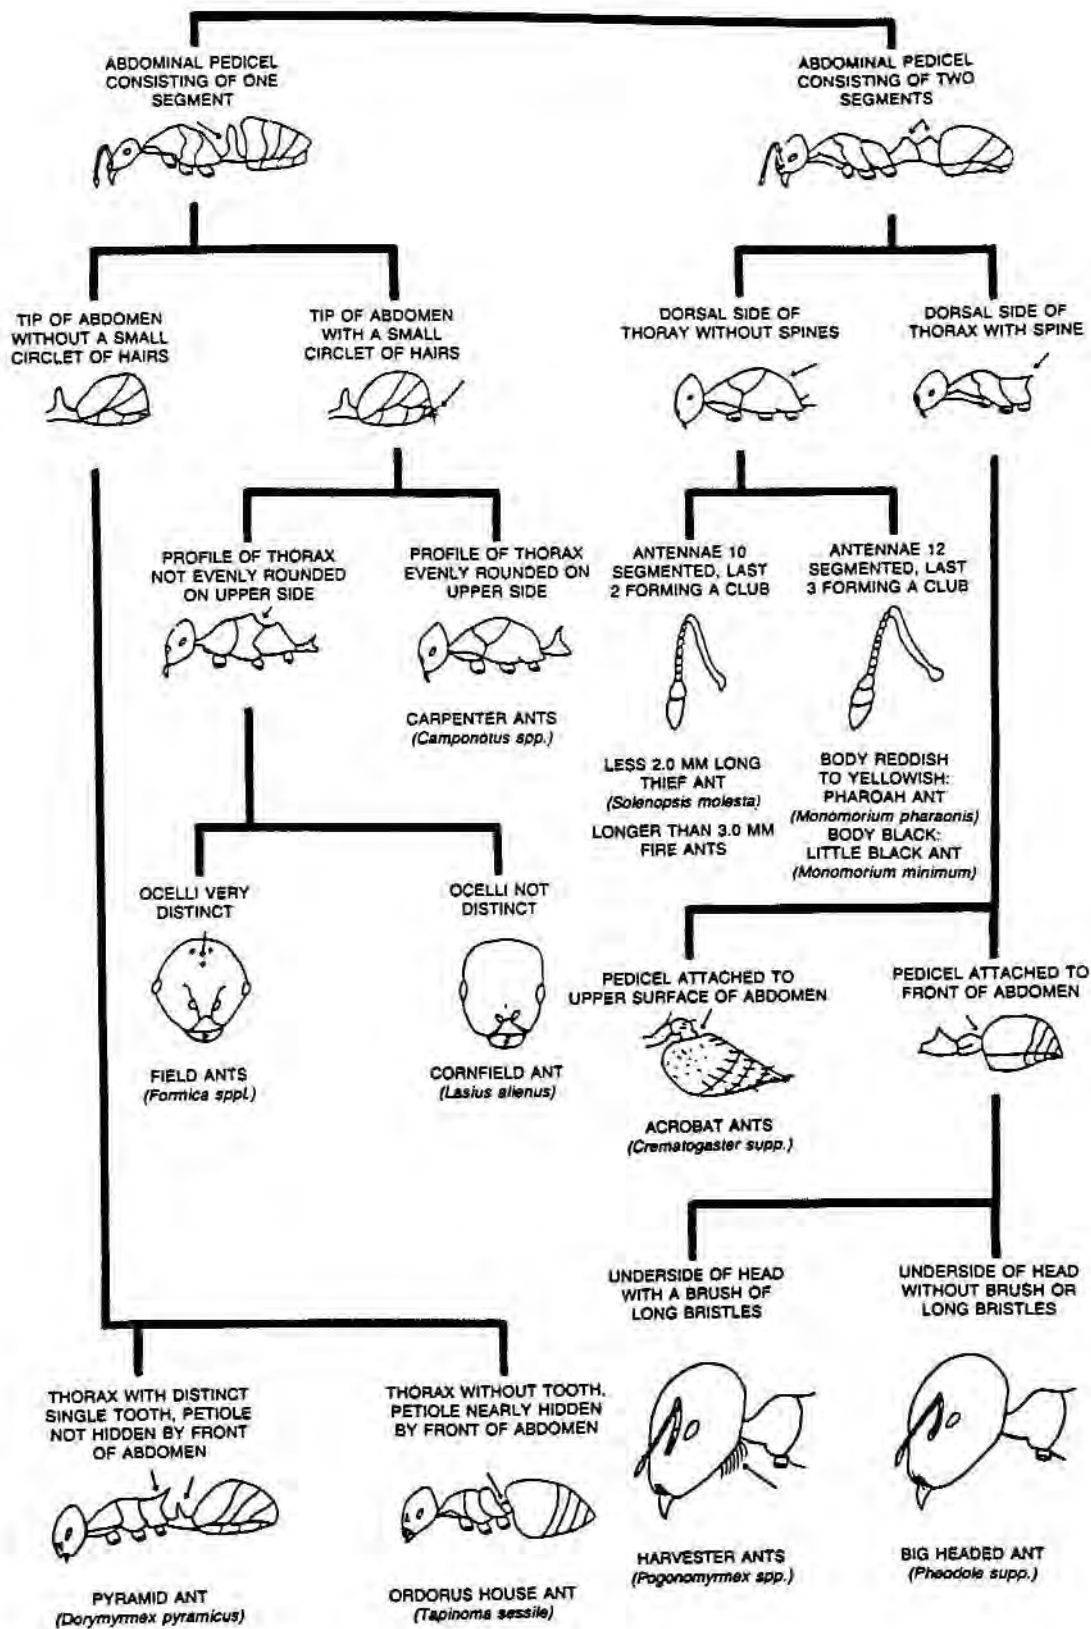 ABDOMINAL PEDICEL
CONSISTING OF ONE
SEGMENT
ABDOMINAL PEDICEL
CONSISTING OF TWO
SEGMENTS
TIP OF ABDOMEN
WITHOUT A SMALL
CIRCLET OF HAIRS
TIP OF ABDOMEN
WITH A SMALL
CIRCLET OF HAIRS
DORSAL SIDE OF
THORAY WITHOUT SPINES
DORSAL SIDE OF
THORAX WITH SPINE
PROFILE OF THORAX
NOT EVENLY ROUNDED
ON UPPER SIDE
PROFILE OF THORAX
EVENLY ROUNDED ON
UPPER SIDE
ANTENNAE 10
SEGMENTED, LAST
2 FORMING A CLUB
ANTENNAE 12
SEGMENTED, LAST
3 FORMING A CLUB
CARPENTER ANTS
(Camponotus spp.)
LESS 2.0 MM LONG
THIEF ANT
(Solenopsis molesta)
LONGER THAN 3.0 MM
FIRE ANTS
BODY REDDISH
TO YELLOWISH:
PHAROAH ANT
(Monomorium pharaonis)
BODY BLACK:
LITTLE BLACK ANT
(Monomorium minimum)
OCELLI VERY
DISTINCT
OCELLI NOT
DISTINCT
FIELD ANTS
(Formica sppl.)
CORNFIELD ANT
(Lasius alienus)
PEDICEL ATTACHED TO
UPPER SURFACE OF ABDOMEN
PEDICEL ATTACHED TO
FRONT OF ABDOMEN
ACROBAT ANTS
(Crematogaster supp.)
UNDERSIDE OF HEAD
WITH A BRUSH OF
LONG BRISTLES
UNDERSIDE OF HEAD
WITHOUT BRUSH OR
LONG BRISTLES
THORAX WITH DISTINCT
SINGLE TOOTH, PETIOLE
NOT HIDDEN BY FRONT
OF ABDOMEN
THORAX WITHOUT TOOTH,
PETIOLE NEARLY HIDDEN
BY FRONT OF ABDOMEN
HARVESTER ANTS
(Pogonomyrmex spp.)
BIG HEADED ANT
(Pheodole supp.)
PYRAMID ANT
(Dorymyrmex pyramicus)
ORDORUS HOUSE ANT
(Tapinoma sessile)